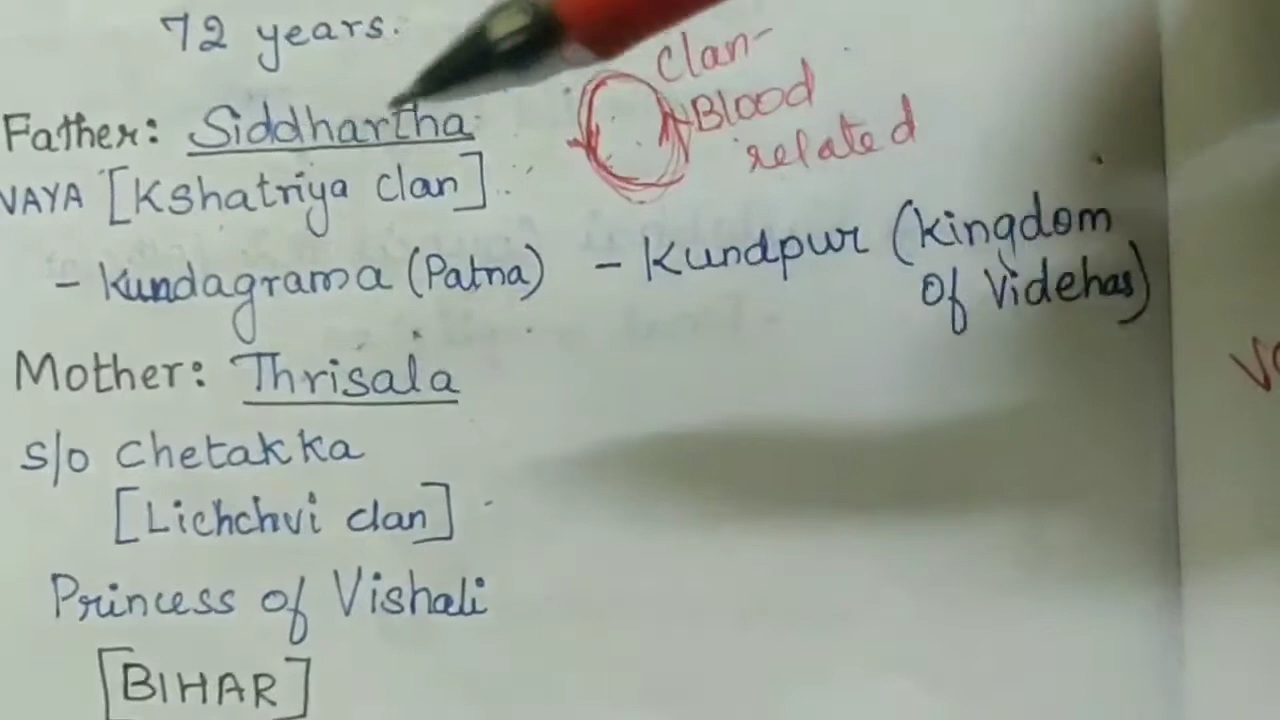 72 years.
Father: Siddhartha
Clan-
Blood
related
VAYA [Kshatriya clan]
- Kundagrama (Patna) - Kundpur (kingdom
of Videhas)
Mother: Thrisala
S/o Chetakka
[Lichchvi clan]
Princess of Vishali
[BIHAR]